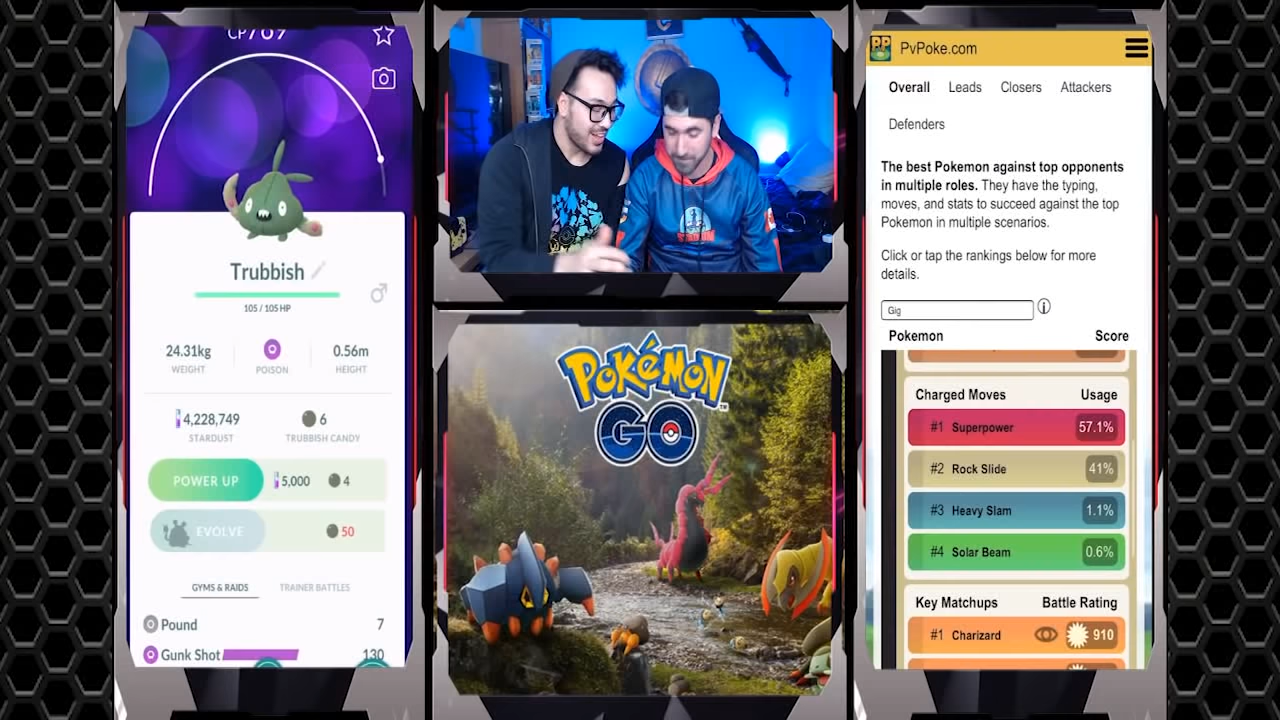 CP709
Trubbish
105 / 105 HP
24.31kg
WEIGHT
POISON
0.56m
HEIGHT
4,228,749
STARDUST
6
TRUBBISH CANDY
POWER UP
5,000
4
EVOLVE
50
GYMS & RAIDS
TRAINER BATTLES
Pound 7
Gunk Shot 130
POKÉMON
GO
PvPoke.com
Overall Leads Closers Attackers
Defenders
The best Pokemon against top opponents
in multiple roles. They have the typing,
moves, and stats to succeed against the top
Pokemon in multiple scenarios.
Click or tap the rankings below for more
details.
Gig
Pokemon Score
Charged Moves Usage
#1 Superpower 57.1%
#2 Rock Slide 41%
#3 Heavy Slam 1.1%
#4 Solar Beam 0.6%
Key Matchups Battle Rating
#1 Charizard 910